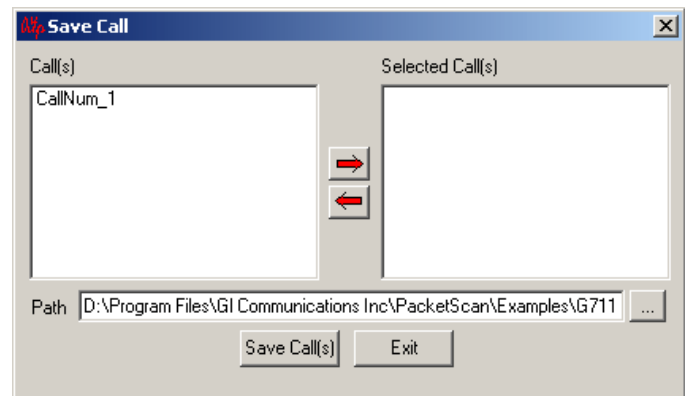 Save Call
Call(s)
Selected Call(s)
CallNum_1
Path D:\Program Files\GI Communications Inc\PacketScan\Examples\G711 ...
Save Call(s) Exit